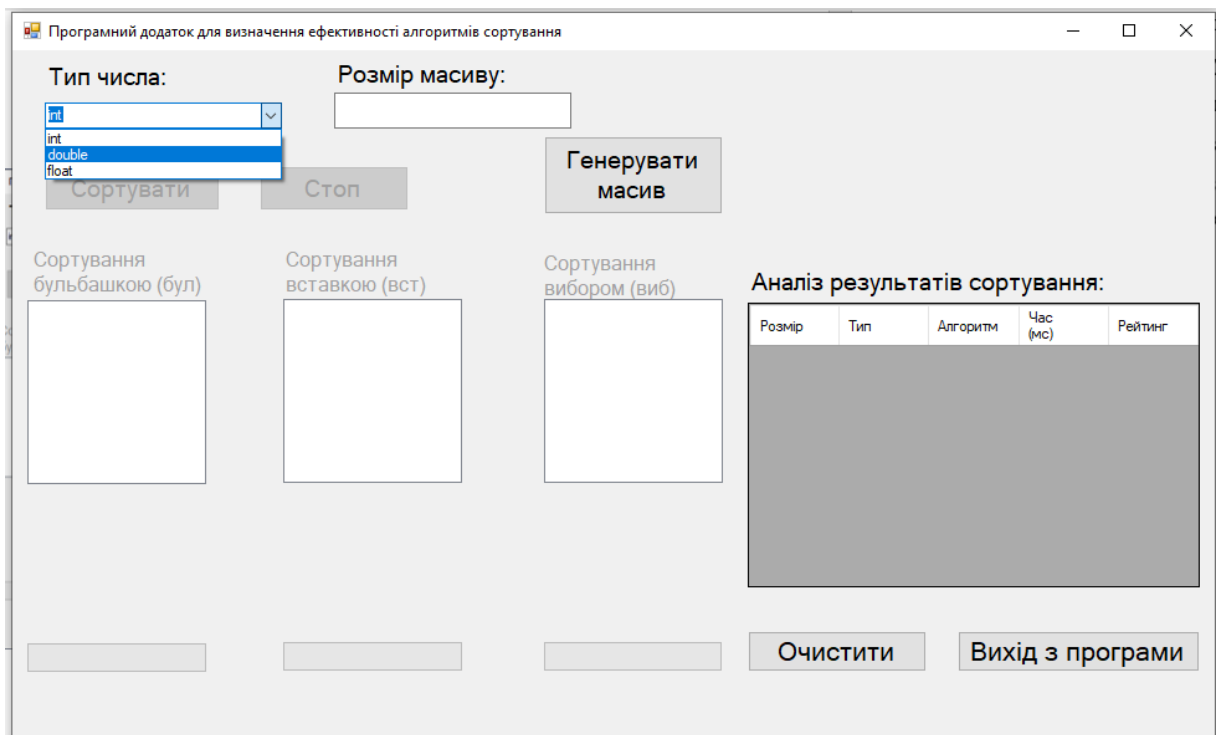 Програмний додаток для визначення ефективності алгоритмів сортування
Тип числа:
Розмір масиву:
int
int
double
float
Сортувати
Стоп
Генерувати
масив
Сортування
бульбашкою (бул)
Сортування
вставкою (вст)
Сортування
вибором (виб)
Аналіз результатів сортування:
Розмір
Тип
Алгоритм
Час
(мс)
Рейтинг
Очистити
Вихід з програми